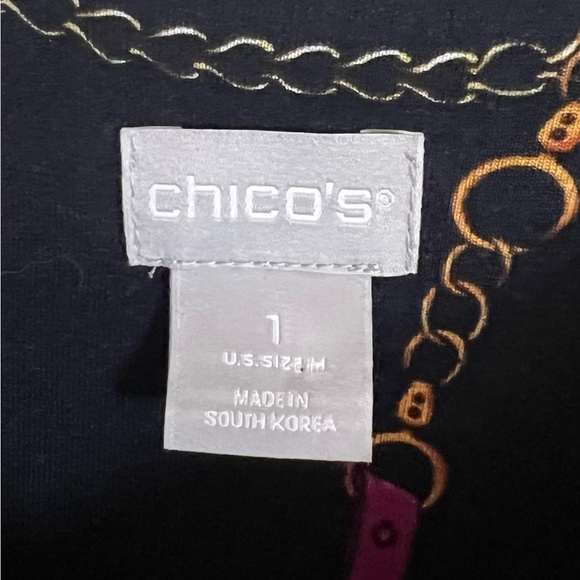 chico's®
1
U.S. SIZE M
MADE IN
SOUTH KOREA